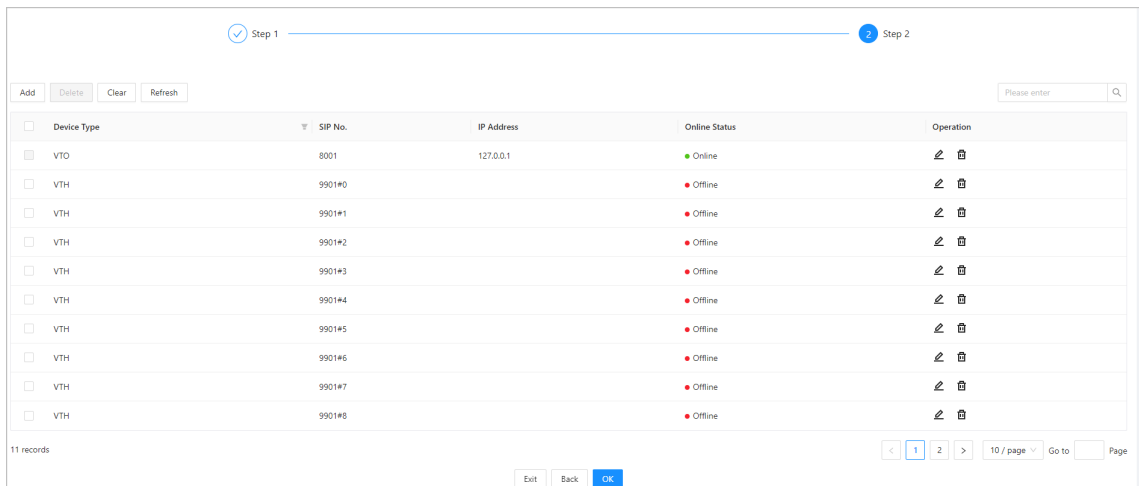 Step 1 2 Step 2
Add Delete Clear Refresh Please enter
Device Type SIP No. IP Address Online Status Operation
VTO 8001 127.0.0.1 Online
VTH 9901#0 Offline
VTH 9901#1 Offline
VTH 9901#2 Offline
VTH 9901#3 Offline
VTH 9901#4 Offline
VTH 9901#5 Offline
VTH 9901#6 Offline
VTH 9901#7 Offline
VTH 9901#8 Offline
11 records < 1 2 > 10 / page Go to Page
Exit Back OK